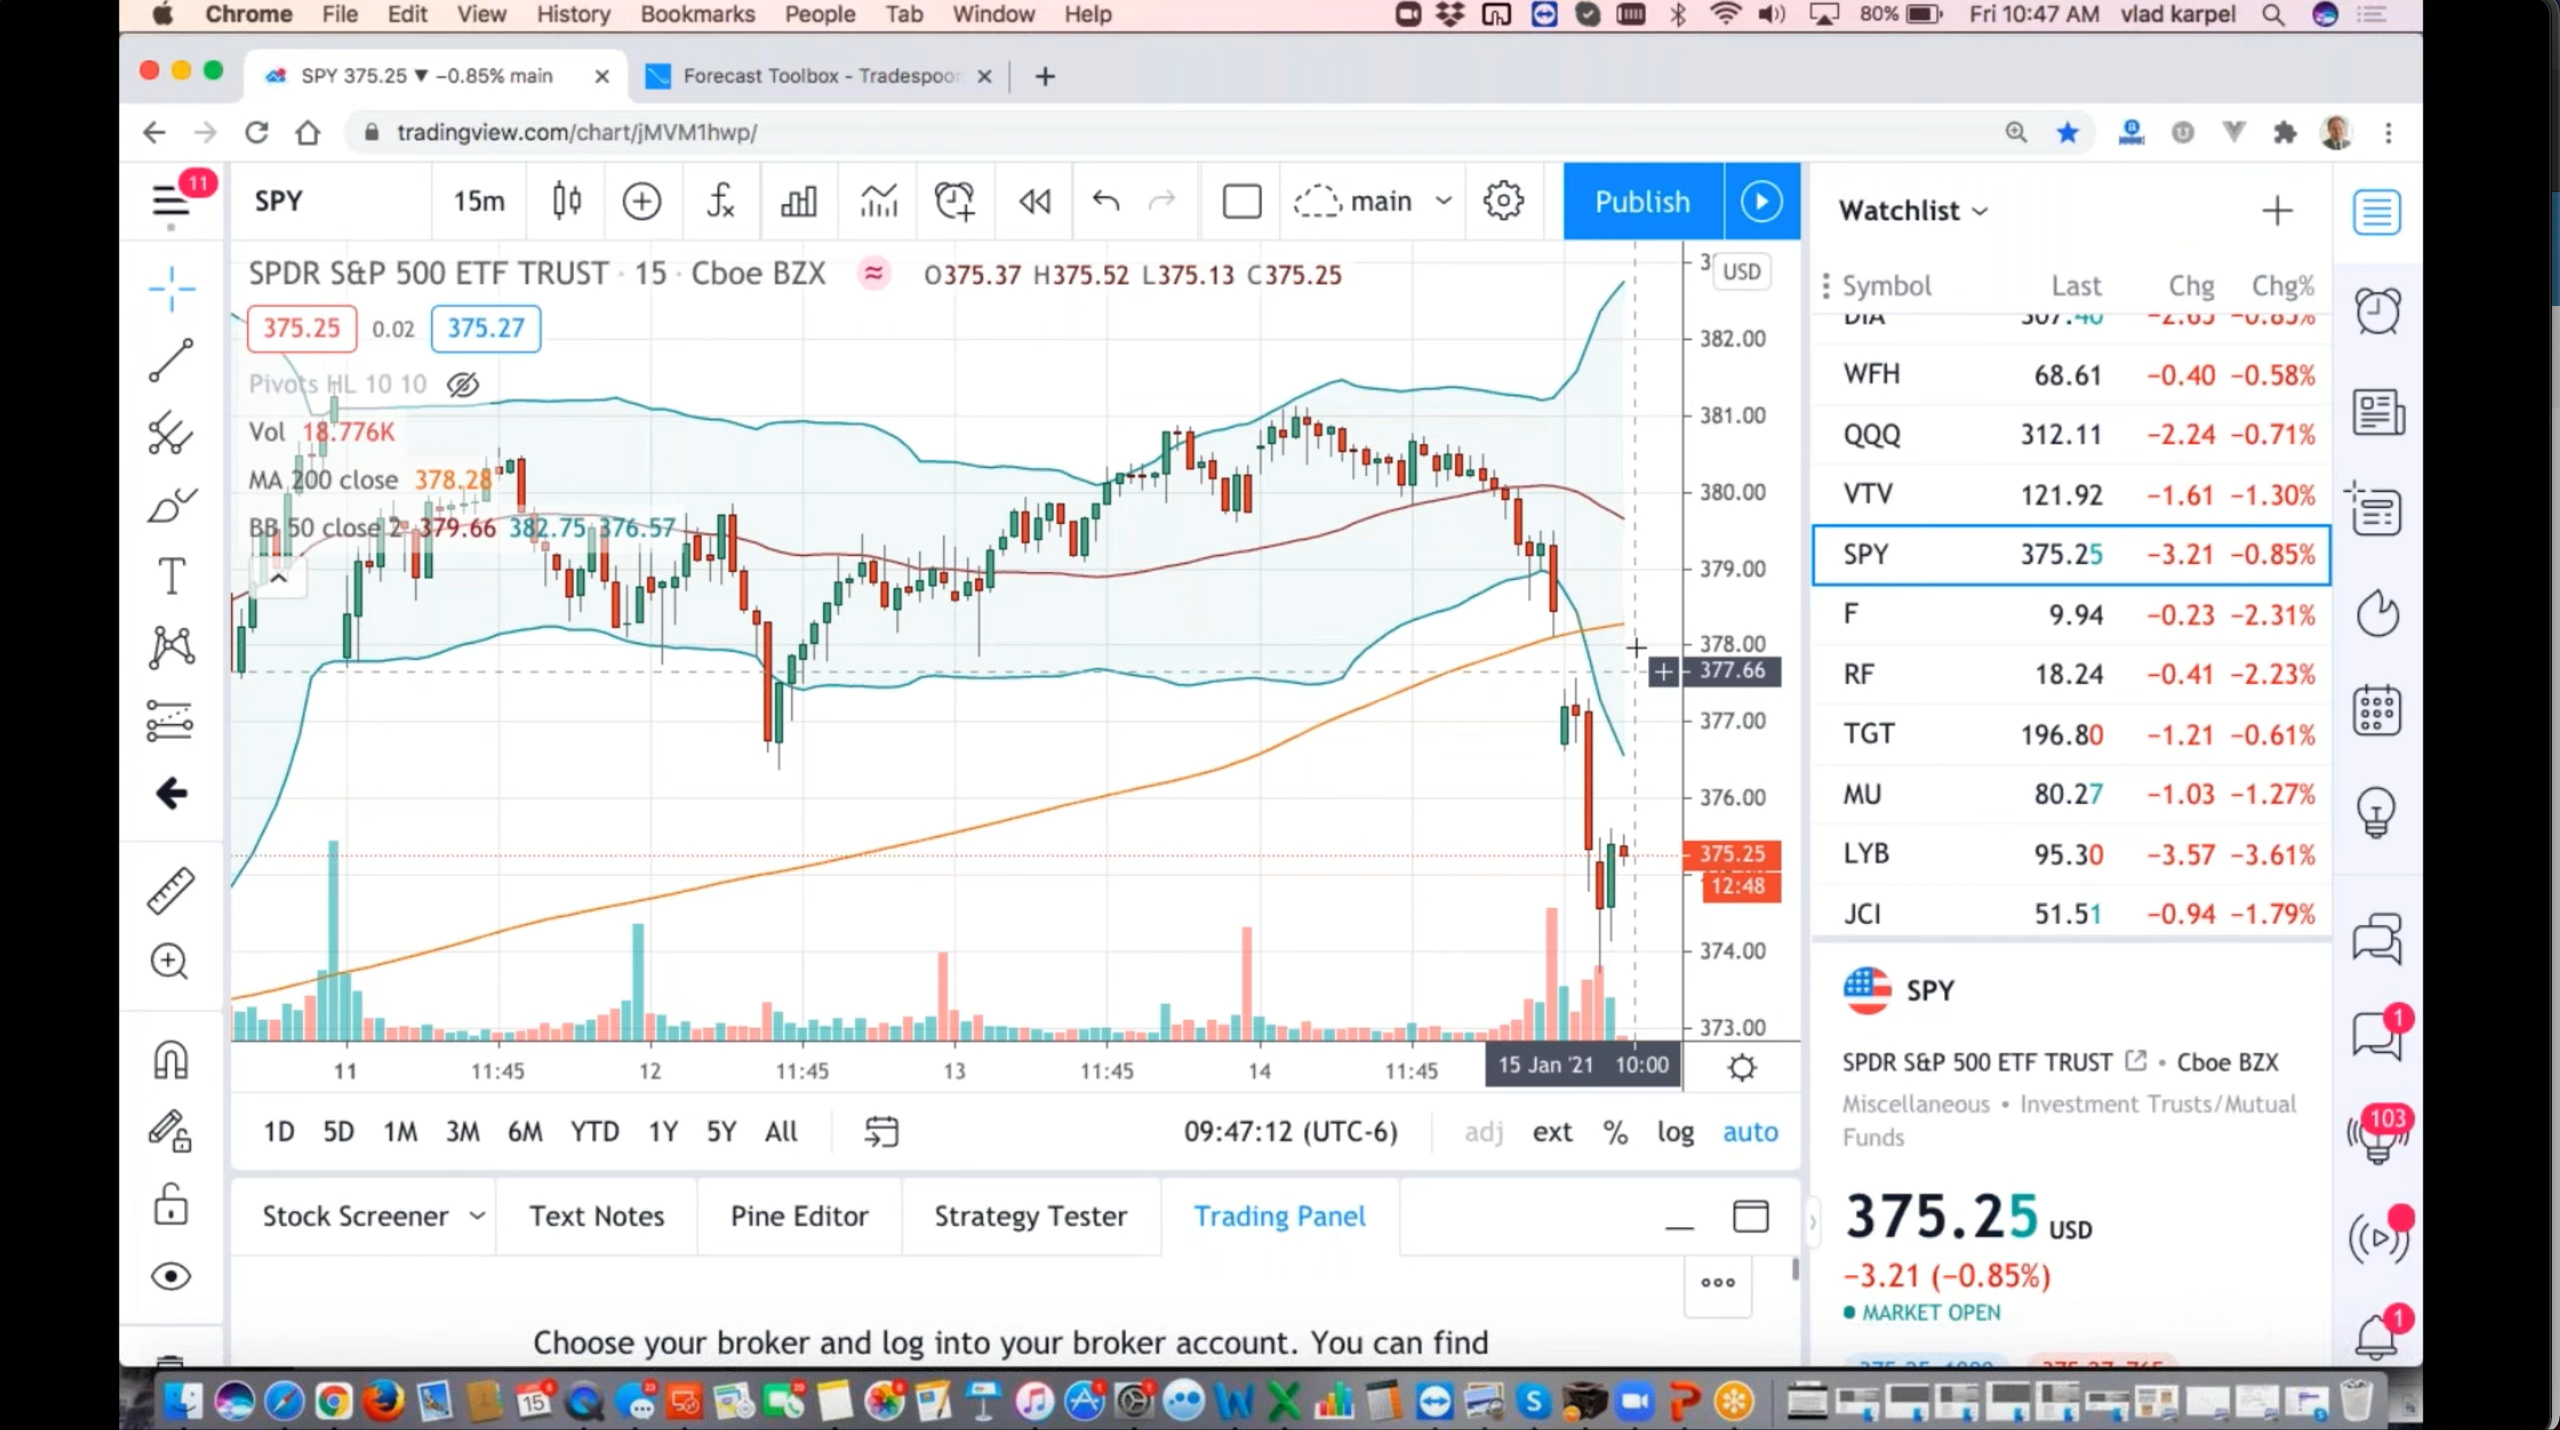 Chrome File Edit View History Bookmarks People Tab Window Help 80% Fri 10:47 AM vlad karpel
SPY 375.25 ▼ −0.85% main
Forecast Toolbox - Tradespoon
tradingview.com/chart/jMVM1hwp/
11
SPY 15m main Publish
SPDR S&P 500 ETF TRUST · 15 · Cboe BZX O375.37 H375.52 L375.13 C375.25
USD
375.25 0.02 375.27
Pivots HL 10 10
Vol 18.776K
MA 200 close 378.28
BB 50 close 2 379.66 382.75 376.57
382.00
381.00
380.00
379.00
378.00
377.66
377.00
376.00
375.25
12:48
374.00
373.00
11 11:45 12 11:45 13 11:45 14 11:45 15 Jan '21 10:00
1D 5D 1M 3M 6M YTD 1Y 5Y All 09:47:12 (UTC-6) adj ext % log auto
Stock Screener Text Notes Pine Editor Strategy Tester Trading Panel
Choose your broker and log into your broker account. You can find
Watchlist
Symbol Last Chg Chg%
DIA 307.40 −2.65 −0.85%
WFH 68.61 −0.40 −0.58%
QQQ 312.11 −2.24 −0.71%
VTV 121.92 −1.61 −1.30%
SPY 375.25 −3.21 −0.85%
F 9.94 −0.23 −2.31%
RF 18.24 −0.41 −2.23%
TGT 196.80 −1.21 −0.61%
MU 80.27 −1.03 −1.27%
LYB 95.30 −3.57 −3.61%
JCI 51.51 −0.94 −1.79%
SPY
SPDR S&P 500 ETF TRUST • Cboe BZX
Miscellaneous • Investment Trusts/Mutual
Funds
375.25 USD
−3.21 (−0.85%)
MARKET OPEN
1
103
1
15